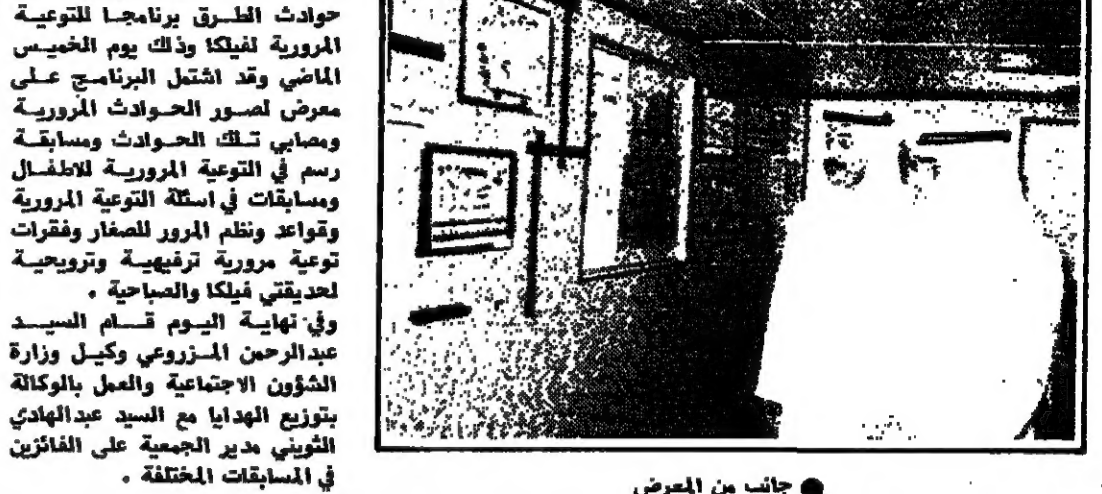 حوادث الطرق برنامجا للتوعية
المرورية لفيلكا وذلك يوم الخميس
الماضي وقد اشتمل البرنامج على
معرض لصور الحوادث المرورية
ومصابي تلك الحوادث ومسابقة
رسم في التوعية المرورية للاطفال
ومسابقات في اسئلة التوعية المرورية
وقواعد ونظم المرور للصغار وفقرات
توعية مرورية ترفيهية وترويحية
لحديقتي فيلكا والصباحية .
وفي نهاية اليوم قام السيد
عبدالرحمن المزروعي وكيل وزارة
الشؤون الاجتماعية والعمل بالوكالة
بتوزيع الهدايا مع السيد عبدالهادي
الثويني مدير الجمعية على الفائزين
في المسابقات المختلفة .
● جانب من المعرض